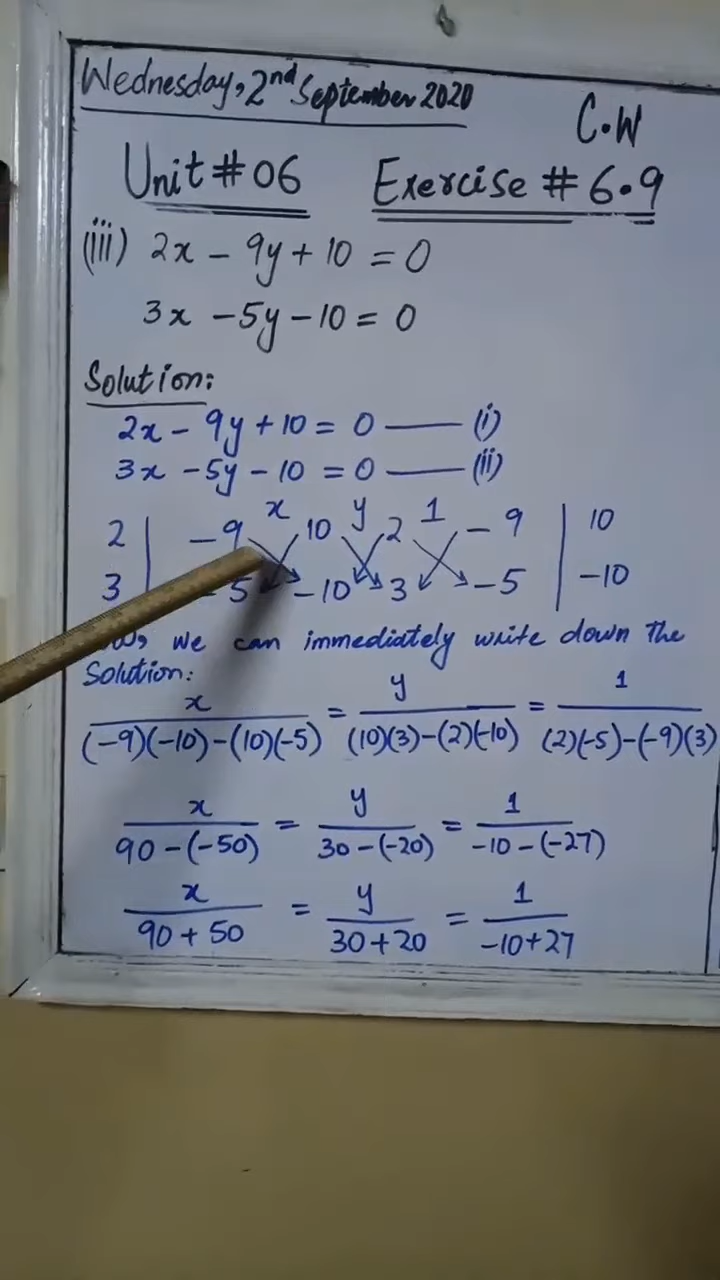 Wednesday, 2nd September 2020
C.W
Unit # 06 Exercise # 6.9
(iii) 2x - 9y + 10 = 0
3x - 5y - 10 = 0
Solution:
2x - 9y + 10 = 0 —— (i)
3x - 5y - 10 = 0 —— (ii)
2 | -9 x 10 y 2 1 -9 | 10
3 | 5 -10 3 -5 | -10
we can immediately write down the
Solution:
x/((-9)(-10)-(10)(-5)) = y/((10)(3)-(2)(-10)) = 1/((2)(-5)-(-9)(3))
x/(90-(-50)) = y/(30-(-20)) = 1/(-10-(-27))
x/(90+50) = y/(30+20) = 1/(-10+27)